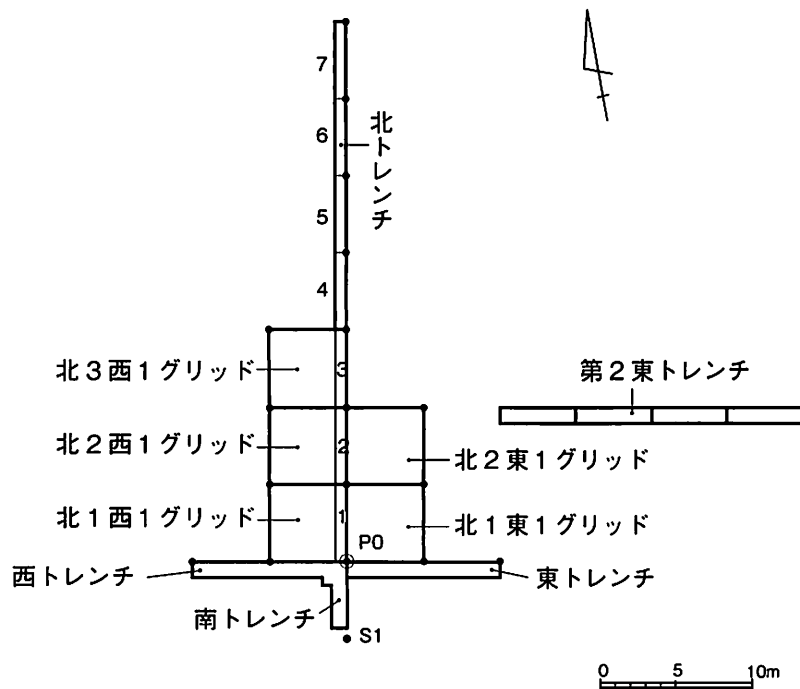 7
6
北トレンチ
5
4
北3西1グリッド
3
第2東トレンチ
北2西1グリッド
2
北2東1グリッド
北1西1グリッド
1
北1東1グリッド
P0
西トレンチ
東トレンチ
南トレンチ
S1
0 5 10m